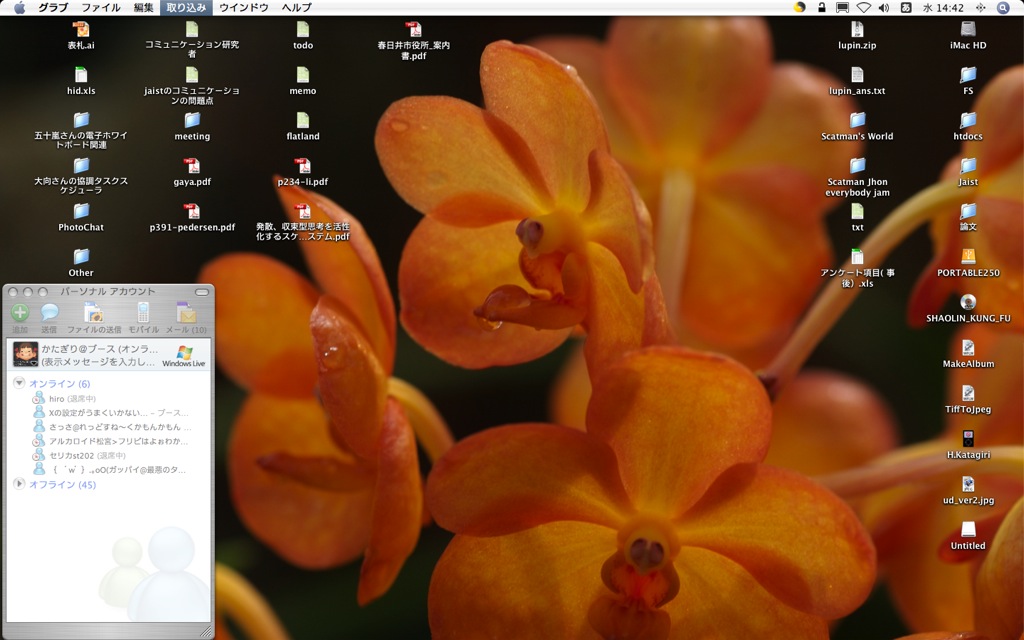 グラブ ファイル 編集 取り込み ウインドウ ヘルプ
あ 水 14:42
表札.ai
hid.xls
五十嵐さんの電子ホワイ
トボード関連
大向さんの協調タスクス
ケジューラ
PhotoChat
Other
コミュニケーション研究
者
jaistのコミュニケーショ
ンの問題点
meeting
gaya.pdf
p391-pedersen.pdf
todo
memo
flatland
p234-li.pdf
発散、収束型思考を活性
化するスケ...ステム.pdf
春日井市役所_案内
書.pdf
lupin.zip
lupin_ans.txt
Scatman's World
Scatman Jhon
everybody jam
txt
アンケート項目( 事
後）.xls
iMac HD
FS
htdocs
Jaist
論文
PORTABLE250
SHAOLIN_KUNG_FU
MakeAlbum
TiffToJpeg
H.Katagiri
ud_ver2.jpg
Untitled
パーソナル アカウント
追加 送信 ファイルの送信 モバイル メール (10)
かたぎり＠ブース (オンラ...
(表示メッセージを入力し...
Windows Live
オンライン (6)
hiro (退席中)
Xの設定がうまくいかない... – ブース...
さっさ@れっどすね〜くかもんかもん ...
アルカロイド松宮>フリピはよぉわか...
セリカst202 (退席中)
オフライン (45)